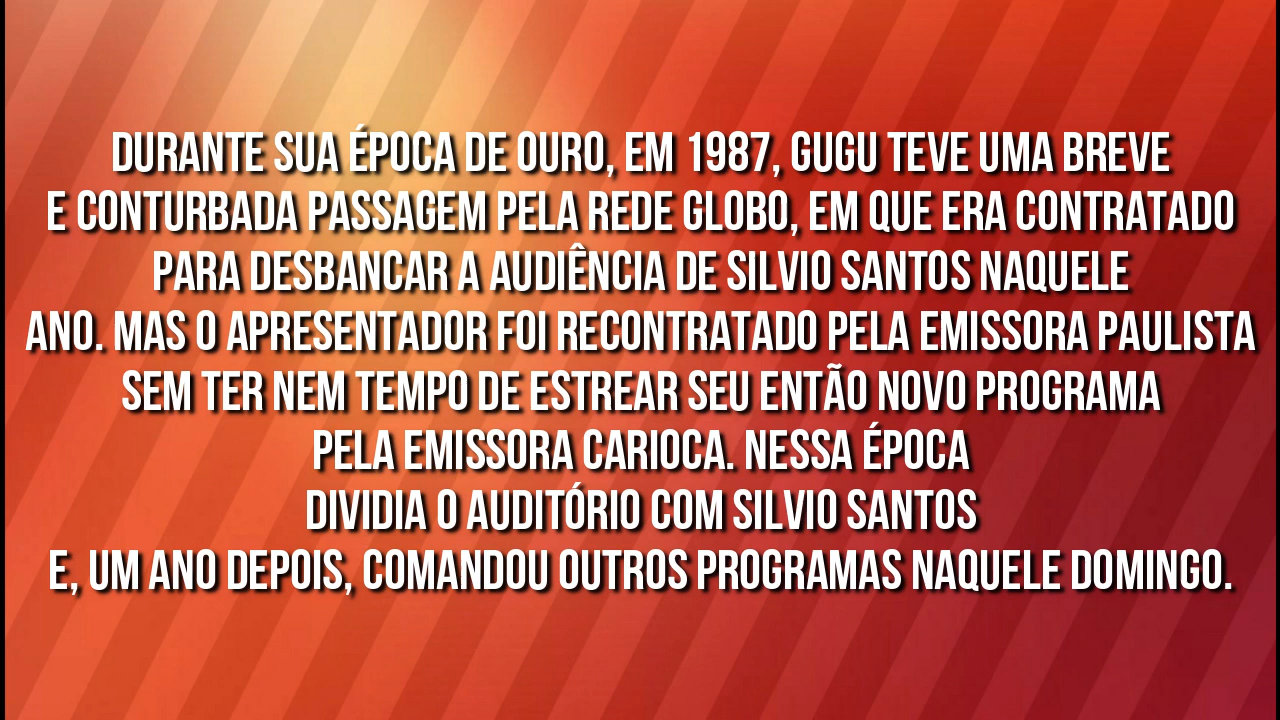 DURANTE SUA ÉPOCA DE OURO, EM 1987, GUGU TEVE UMA BREVE
E CONTURBADA PASSAGEM PELA REDE GLOBO, EM QUE ERA CONTRATADO
PARA DESBANCAR A AUDIÊNCIA DE SILVIO SANTOS NAQUELE
ANO. MAS O APRESENTADOR FOI RECONTRATADO PELA EMISSORA PAULISTA
SEM TER NEM TEMPO DE ESTREAR SEU ENTÃO NOVO PROGRAMA
PELA EMISSORA CARIOCA. NESSA ÉPOCA
DIVIDIA O AUDITÓRIO COM SILVIO SANTOS
E, UM ANO DEPOIS, COMANDOU OUTROS PROGRAMAS NAQUELE DOMINGO.